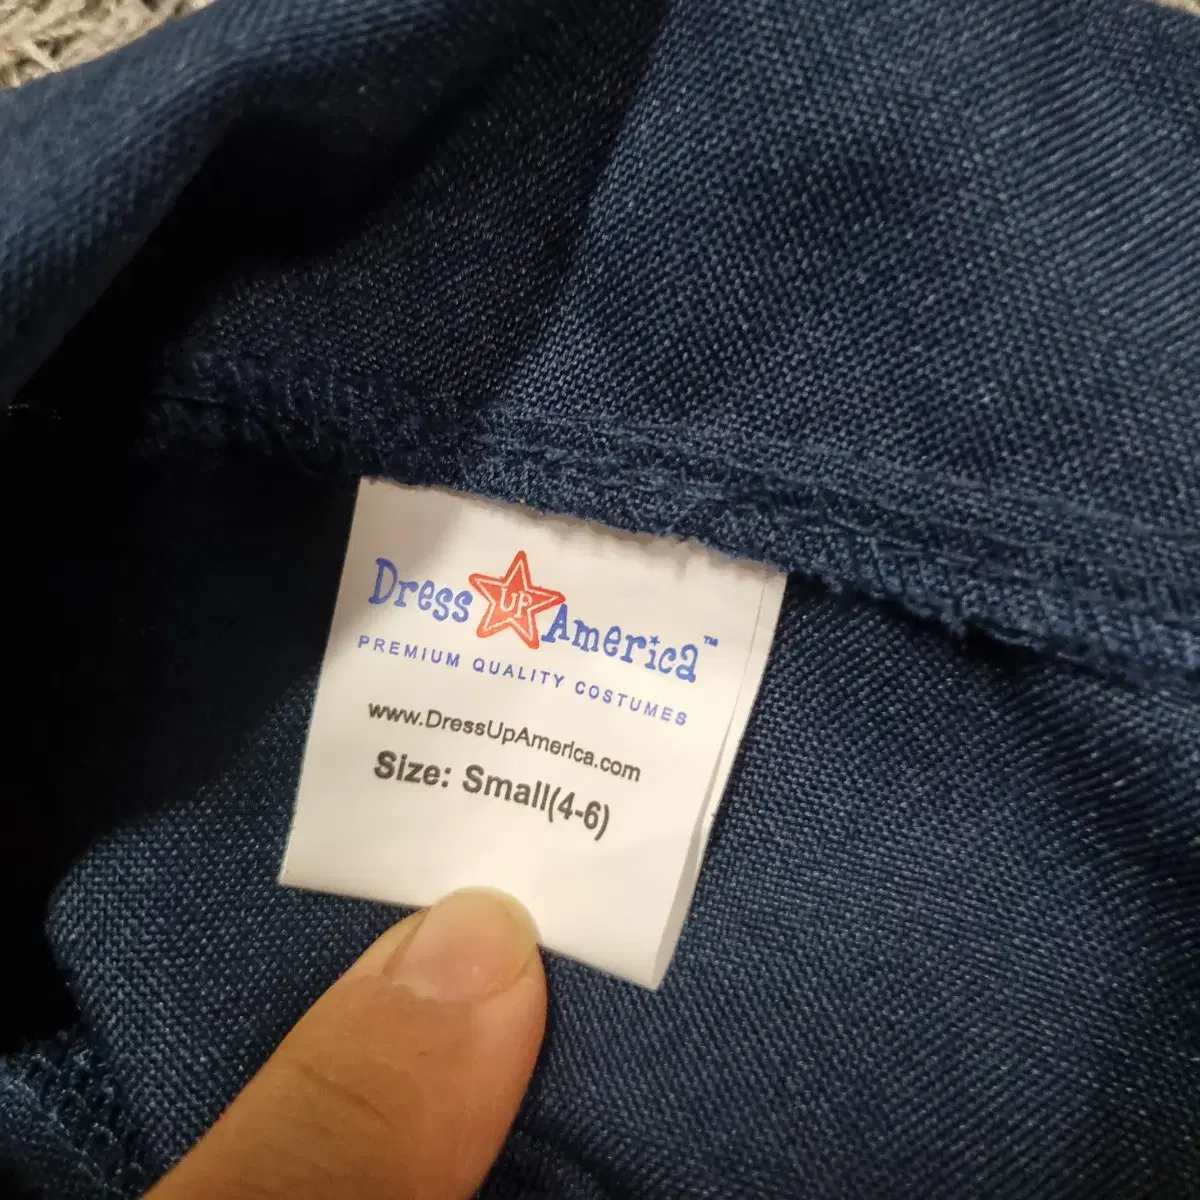 Dress UP America™
PREMIUM QUALITY COSTUMES
www.DressUpAmerica.com
Size: Small(4-6)